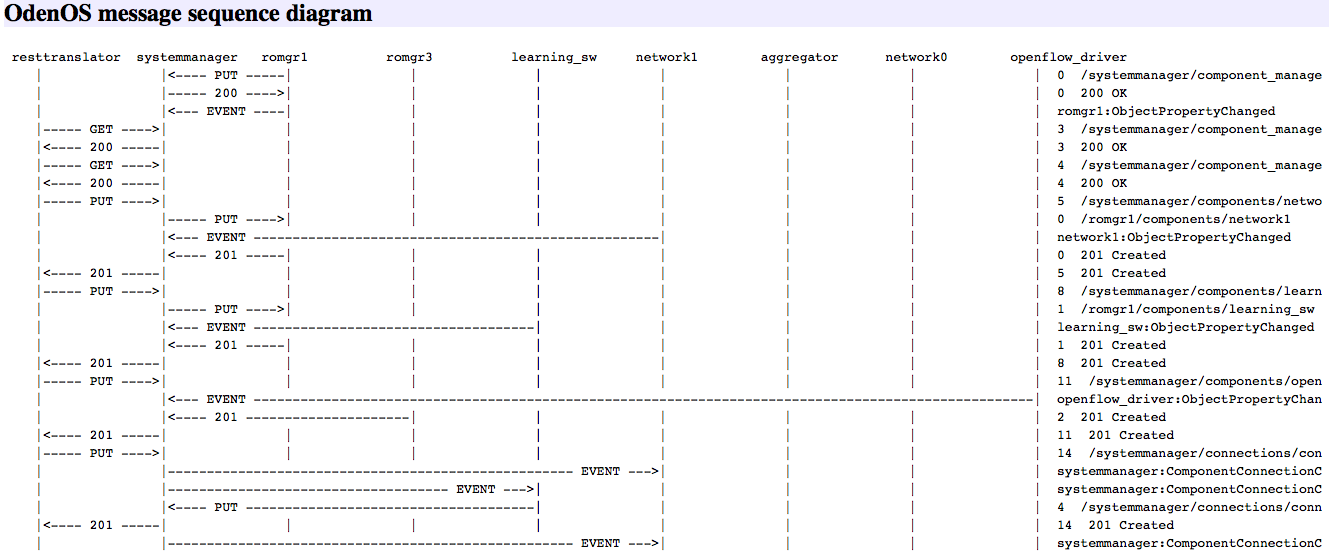 OdenOS message sequence diagram
resttranslator systemmanager romgr1 romgr3 learning_sw network1 aggregator network0 openflow_driver
|                |<---- PUT -----|                |                |                |                |                |                | 0 /systemmanager/component_manage
|                |----- 200 ---->|                |                |                |                |                |                | 0 200 OK
|                |<--- EVENT ----|                |                |                |                |                |                romgr1:ObjectPropertyChanged
|----- GET ---->|                |                |                |                |                |                |                | 3 /systemmanager/component_manage
|<---- 200 -----|                |                |                |                |                |                |                | 3 200 OK
|----- GET ---->|                |                |                |                |                |                |                | 4 /systemmanager/component_manage
|<---- 200 -----|                |                |                |                |                |                |                | 4 200 OK
|----- PUT ---->|                |                |                |                |                |                |                | 5 /systemmanager/components/netwo
|                |----- PUT ---->|                |                |                |                |                |                | 0 /romgr1/components/network1
|                |<--- EVENT ----------------------------------------------------| | | | network1:ObjectPropertyChanged
|                |<---- 201 -----|                |                |                |                |                |                | 0 201 Created
|<---- 201 -----|                |                |                |                |                |                |                | 5 201 Created
|----- PUT ---->|                |                |                |                |                |                |                | 8 /systemmanager/components/learn
|                |----- PUT ---->|                |                |                |                |                |                | 1 /romgr1/components/learning_sw
|                |<--- EVENT ------------------------------------| | | | | learning_sw:ObjectPropertyChanged
|                |<---- 201 -----|                |                |                |                |                |                | 1 201 Created
|<---- 201 -----|                |                |                |                |                |                |                | 8 201 Created
|----- PUT ---->|                |                |                |                |                |                |                | 11 /systemmanager/components/open
|                |<--- EVENT ----------------------------------------------------------------------------------------------------| openflow_driver:ObjectPropertyChan
|                |<---- 201 ---------------------| | | | | | 2 201 Created
|<---- 201 -----|                |                |                |                |                |                |                | 11 201 Created
|----- PUT ---->|                |                |                |                |                |                |                | 14 /systemmanager/connections/con
|                |---------------------------------------------------- EVENT --->| | | | systemmanager:ComponentConnectionC
|                |------------------------------------ EVENT --->| | | | | systemmanager:ComponentConnectionC
|                |<---- PUT --------------------------------------| | | | | 4 /systemmanager/connections/conn
|<---- 201 -----|                |                |                |                |                |                |                | 14 201 Created
|                |---------------------------------------------------- EVENT --->| | | | systemmanager:ComponentConnectionC